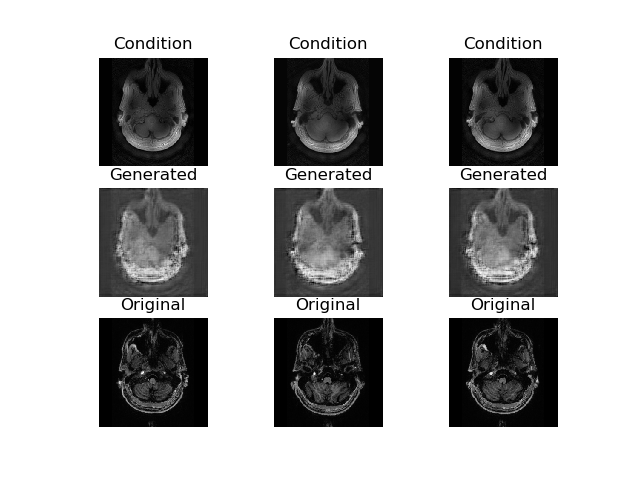 Condition Condition Condition
Generated Generated Generated
Original Original Original